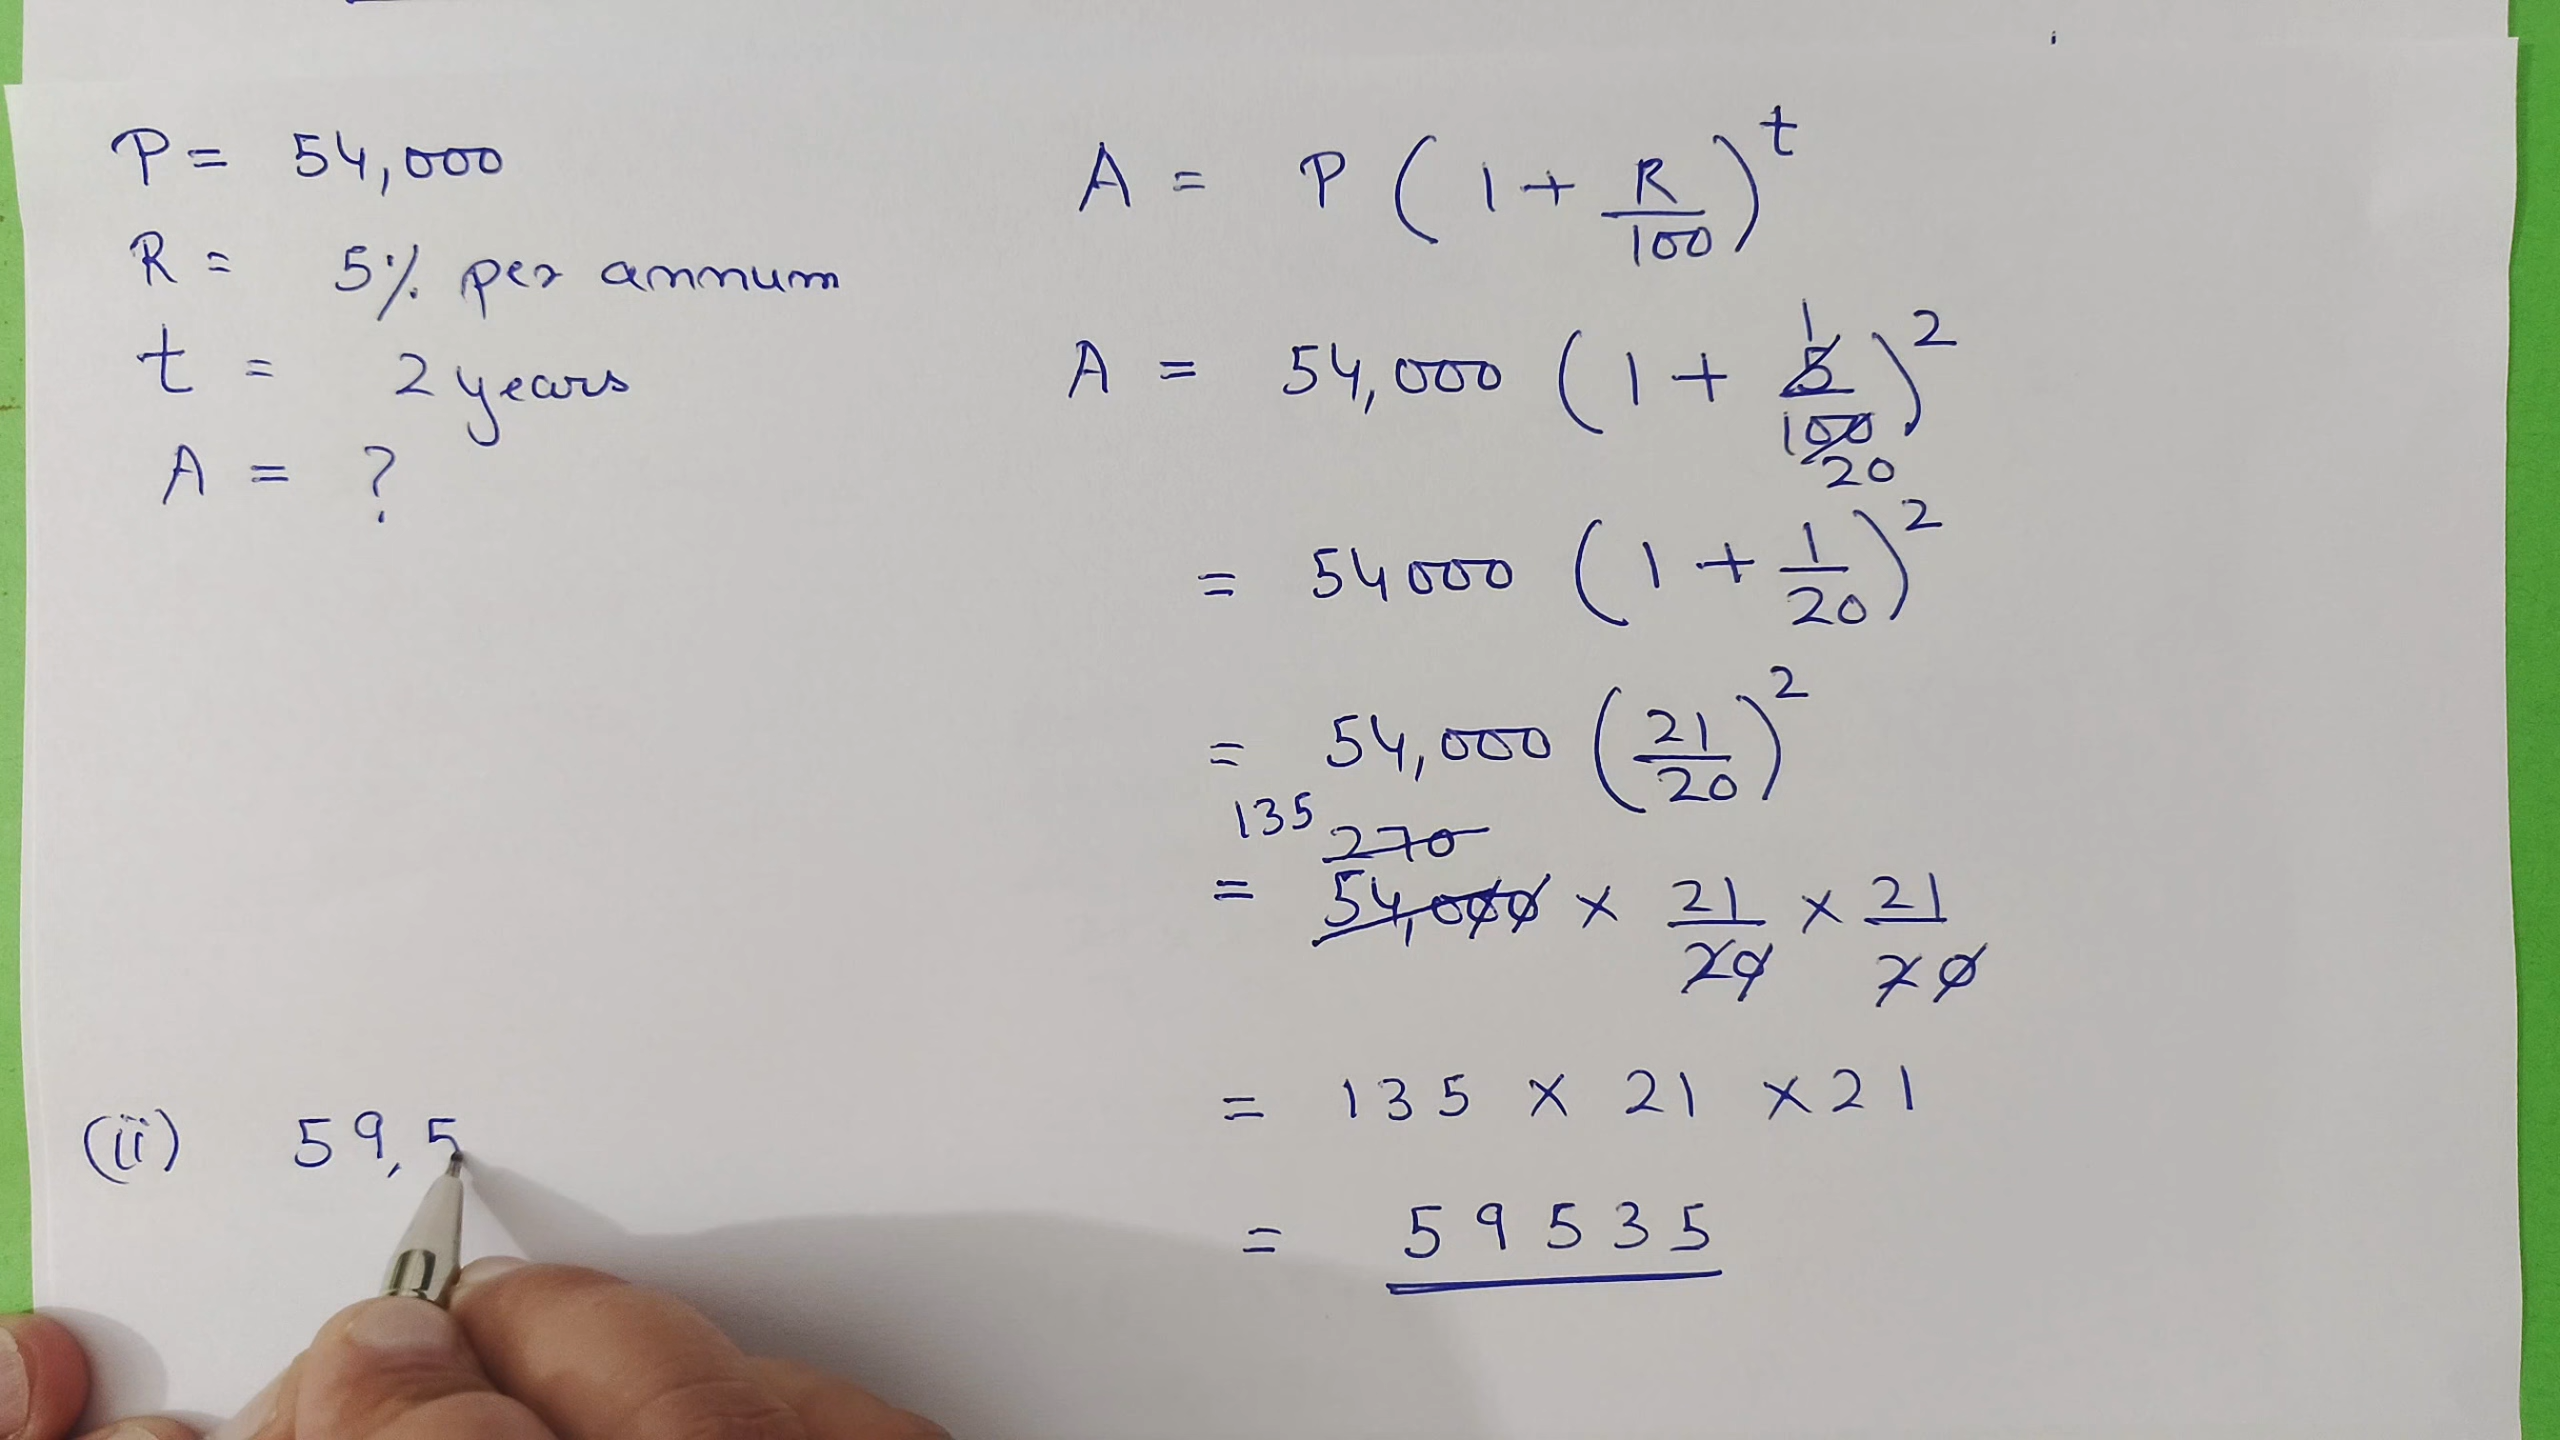 P = 54,000
R = 5% per annum
t = 2 years
A = ?
(ii) 59,5
A = P (1 + R/100)^t
A = 54,000 (1 + 5/100)^2
1
20
= 54000 (1 + 1/20)^2
= 54,000 (21/20)^2
135 270
= 54,000 × 21/20 × 21/20
= 135 × 21 × 21
= 59535